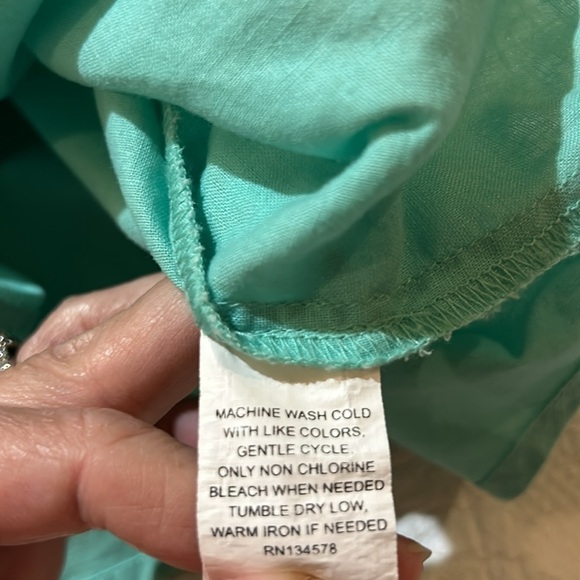 MACHINE WASH COLD
WITH LIKE COLORS,
GENTLE CYCLE,
ONLY NON CHLORINE
BLEACH WHEN NEEDED
TUMBLE DRY LOW,
WARM IRON IF NEEDED
RN134578